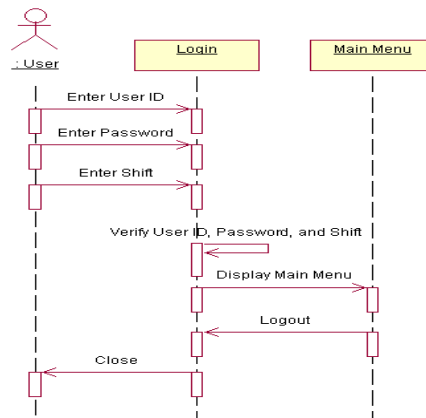 Login
Main Menu
: User
Enter User ID
Enter Password
Enter Shift
Verify User ID, Password, and Shift
Display Main Menu
Logout
Close